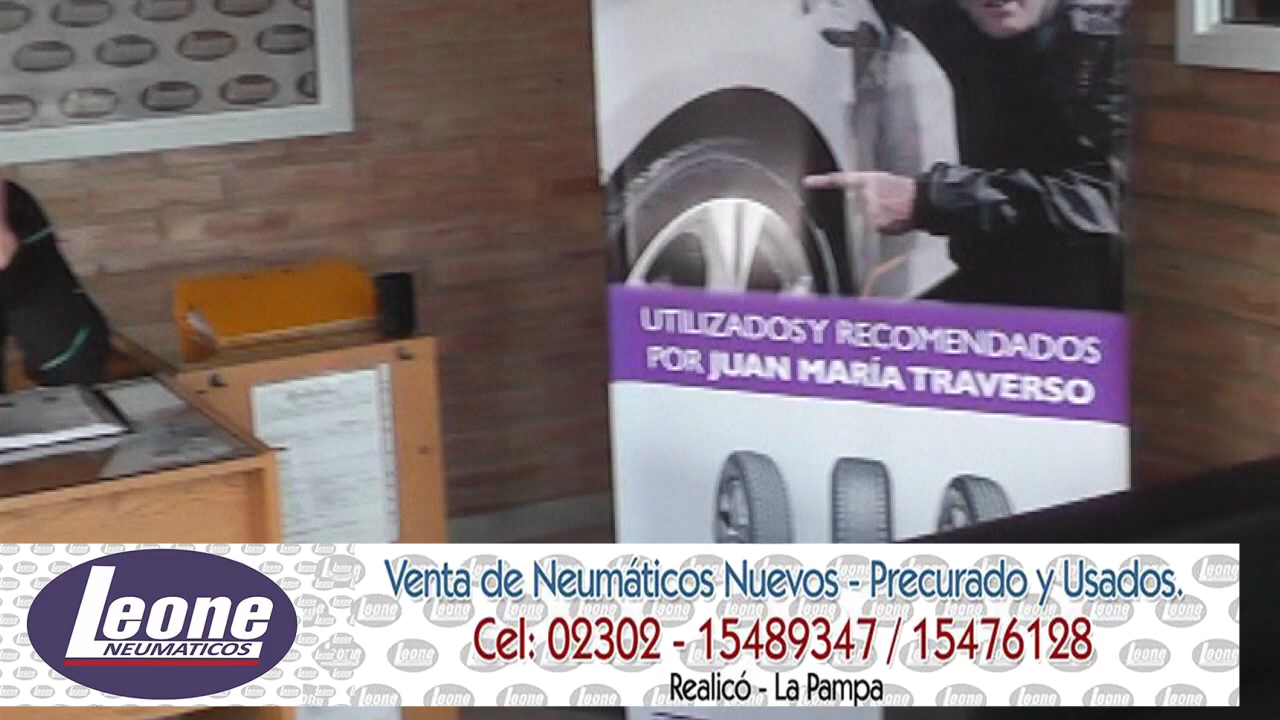 UTILIZADOS Y RECOMENDADOS
POR JUAN MARÍA TRAVERSO
Leone
NEUMATICOS
Venta de Neumáticos Nuevos - Precurado y Usados.
Cel: 02302 - 15489347 / 15476128
Realicó - La Pampa